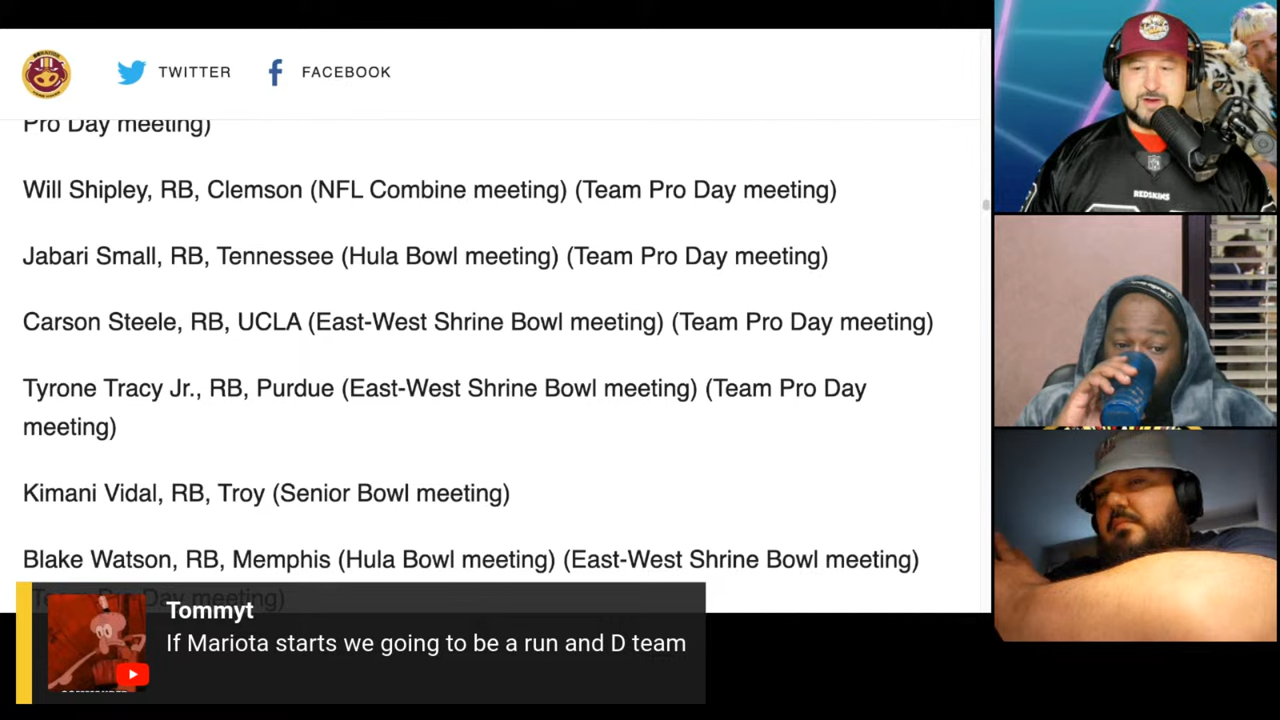 TWITTER FACEBOOK
Pro Day meeting)
Will Shipley, RB, Clemson (NFL Combine meeting) (Team Pro Day meeting)
Jabari Small, RB, Tennessee (Hula Bowl meeting) (Team Pro Day meeting)
Carson Steele, RB, UCLA (East-West Shrine Bowl meeting) (Team Pro Day meeting)
Tyrone Tracy Jr., RB, Purdue (East-West Shrine Bowl meeting) (Team Pro Day
meeting)
Kimani Vidal, RB, Troy (Senior Bowl meeting)
Blake Watson, RB, Memphis (Hula Bowl meeting) (East-West Shrine Bowl meeting)
(Team Pro Day meeting)
Tommyt
If Mariota starts we going to be a run and D team
REDSKINS